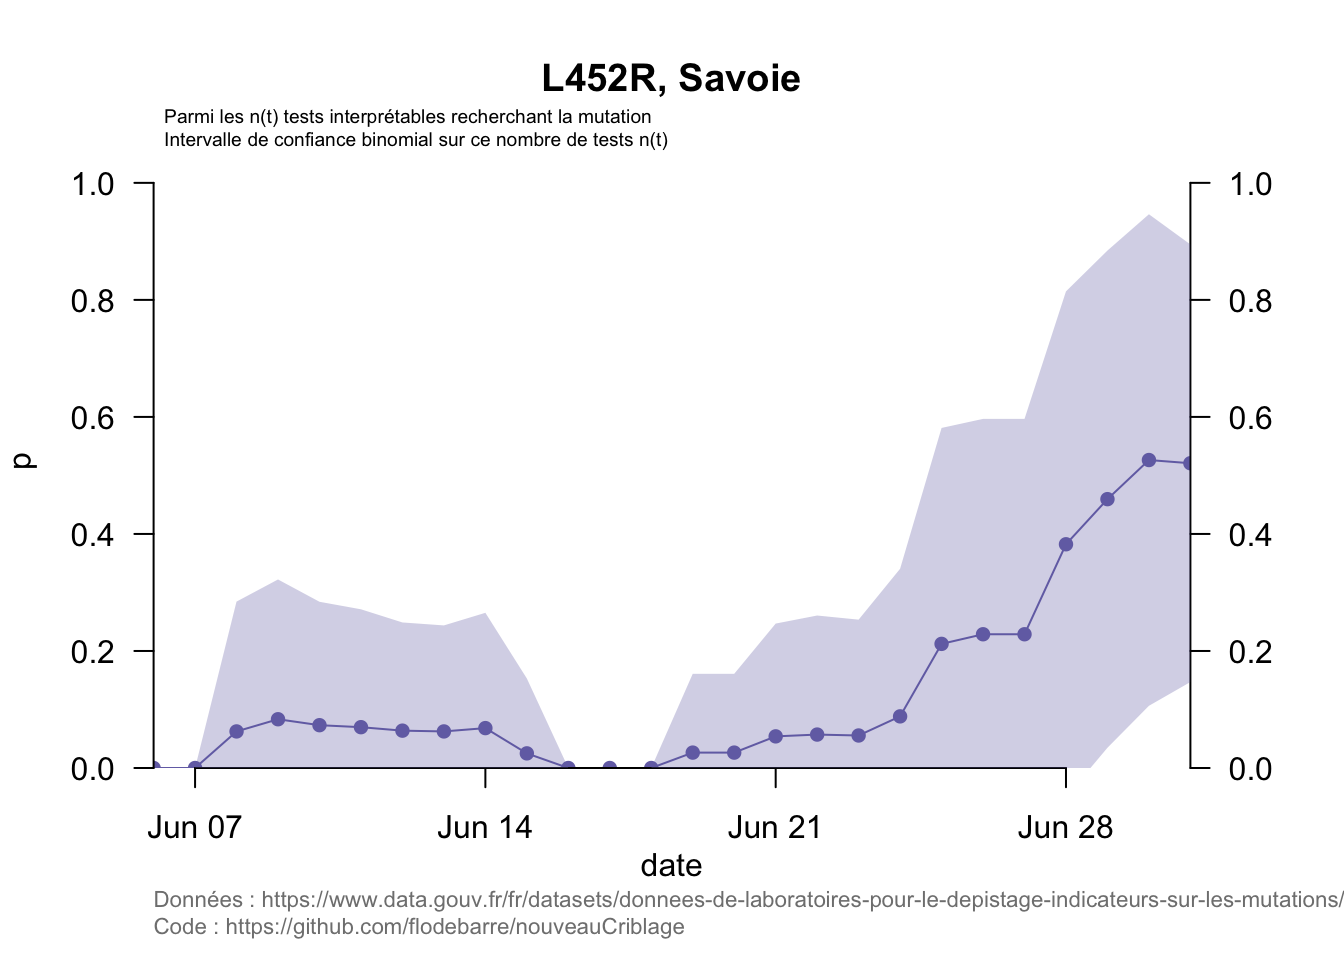 L452R, Savoie
Parmi les n(t) tests interprétables recherchant la mutation
Intervalle de confiance binomial sur ce nombre de tests n(t)
1.0 1.0
0.8 0.8
0.6 0.6
p
0.4 0.4
0.2 0.2
0.0 0.0
Jun 07 Jun 14 Jun 21 Jun 28
date
Données : https://www.data.gouv.fr/fr/datasets/donnees-de-laboratoires-pour-le-depistage-indicateurs-sur-les-mutations/
Code : https://github.com/flodebarre/nouveauCriblage